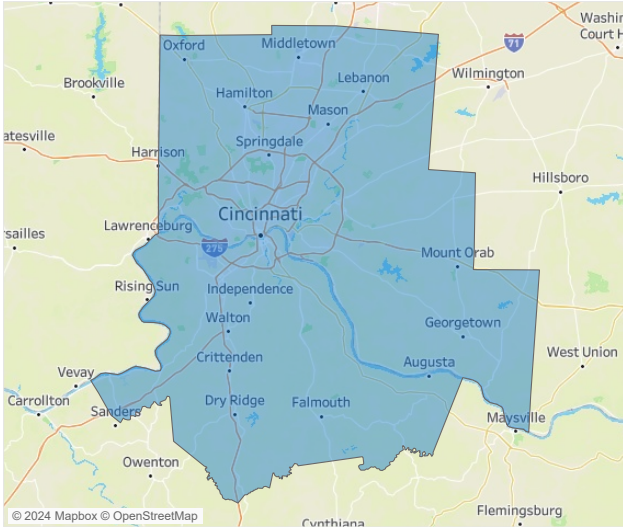 Washin
Court H
Oxford
Middletown
71
Brookville
Lebanon
Wilmington
Hamilton
Mason
atesville
Springdale
Harrison
Hillsboro
Cincinnati
Lawrenceburg
rsailles
275
Mount Orab
Rising Sun
Independence
Walton
Georgetown
West Union
Crittenden
Augusta
Vevay
Carrollton
Dry Ridge
Falmouth
Sanders
Maysville
Owenton
Flemingsburg
© 2024 Mapbox © OpenStreetMap
Cynthiana